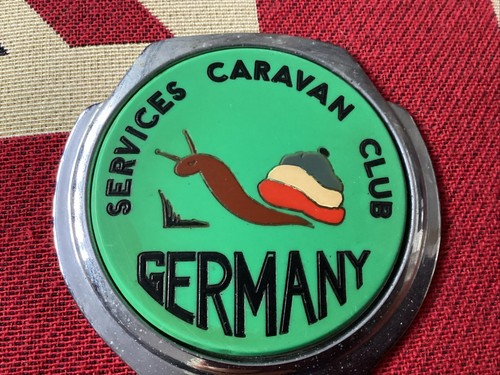 SERVICES CARAVAN CLUB
GERMANY